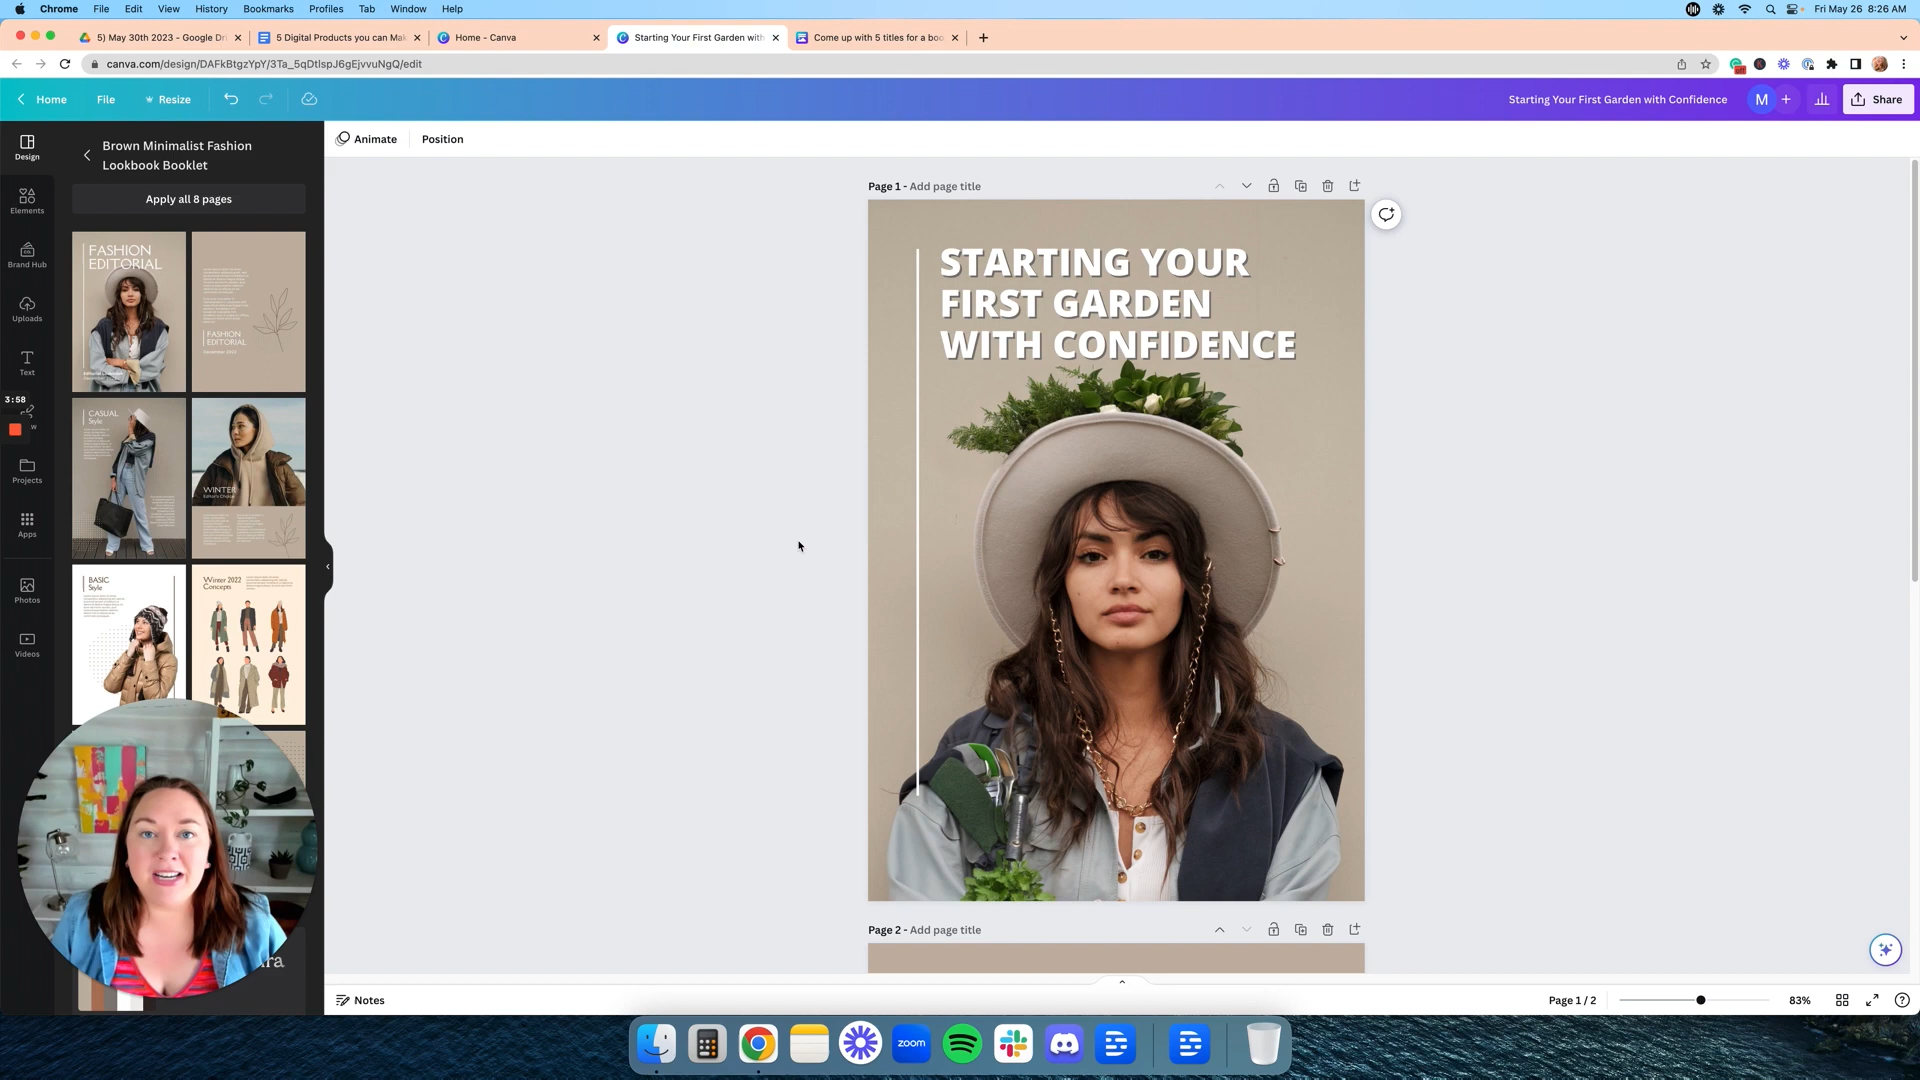 Chrome File Edit View History Bookmarks Profiles Tab Window Help
Fri May 26 8:26 AM
5) May 30th 2023 - Google Dr
5 Digital Products you can Mak
Home - Canva
Starting Your First Garden with
Come up with 5 titles for a boo
canva.com/design/DAFkBtgzYpY/3Ta_5qDtlspJ6gEjvvuNgQ/edit
Home File Resize
Starting Your First Garden with Confidence
M
Share
Design
Elements
Brand Hub
Uploads
Text
3:58
Projects
Apps
Photos
Videos
Brown Minimalist Fashion
Lookbook Booklet
Apply all 8 pages
FASHION
EDITORIAL
FASHION
EDITORIAL
December 2020
CASUAL
Style
WINTER
Editor's Choice
BASIC
Style
Winter 2022
Concepts
Animate Position
Page 1 - Add page title
STARTING YOUR
FIRST GARDEN
WITH CONFIDENCE
Page 2 - Add page title
Notes
Page 1 / 2
83%
zoom